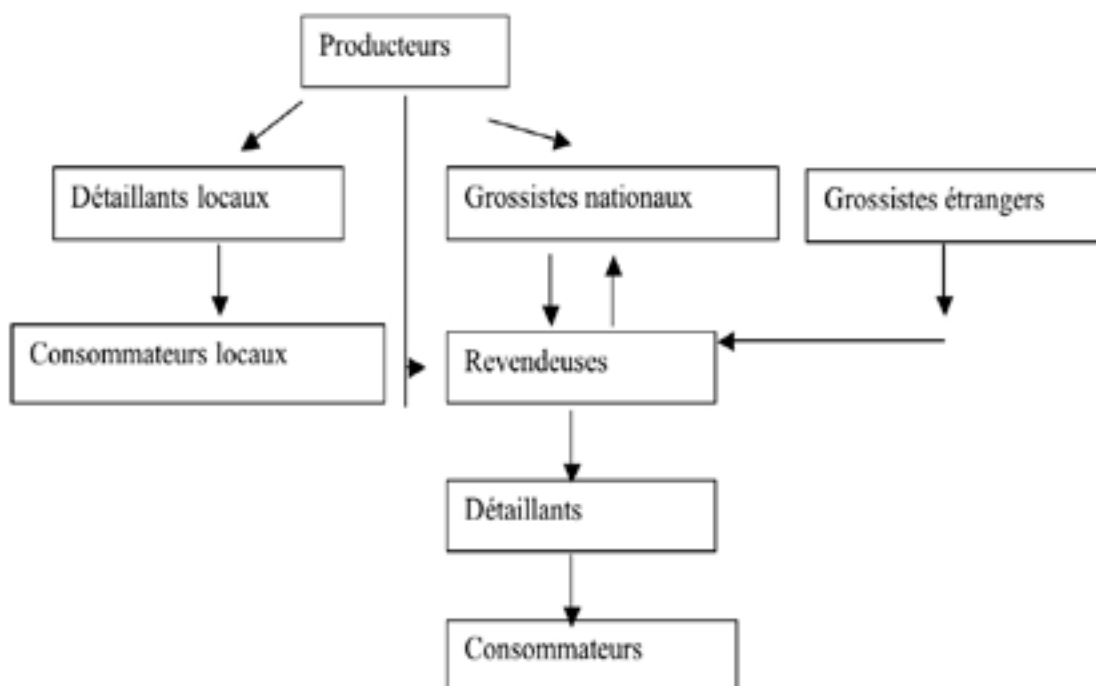 Producteurs
Détaillants locaux
Grossistes nationaux
Grossistes étrangers
Consommateurs locaux
Revendeuses
Détaillants
Consommateurs